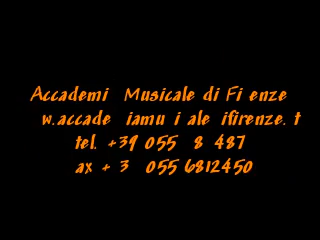 Accademi Musicale di Fi enze
w.accade iamu i ale ifirenze. t
tel. +39 055 8 487
ax + 3 055 6812450